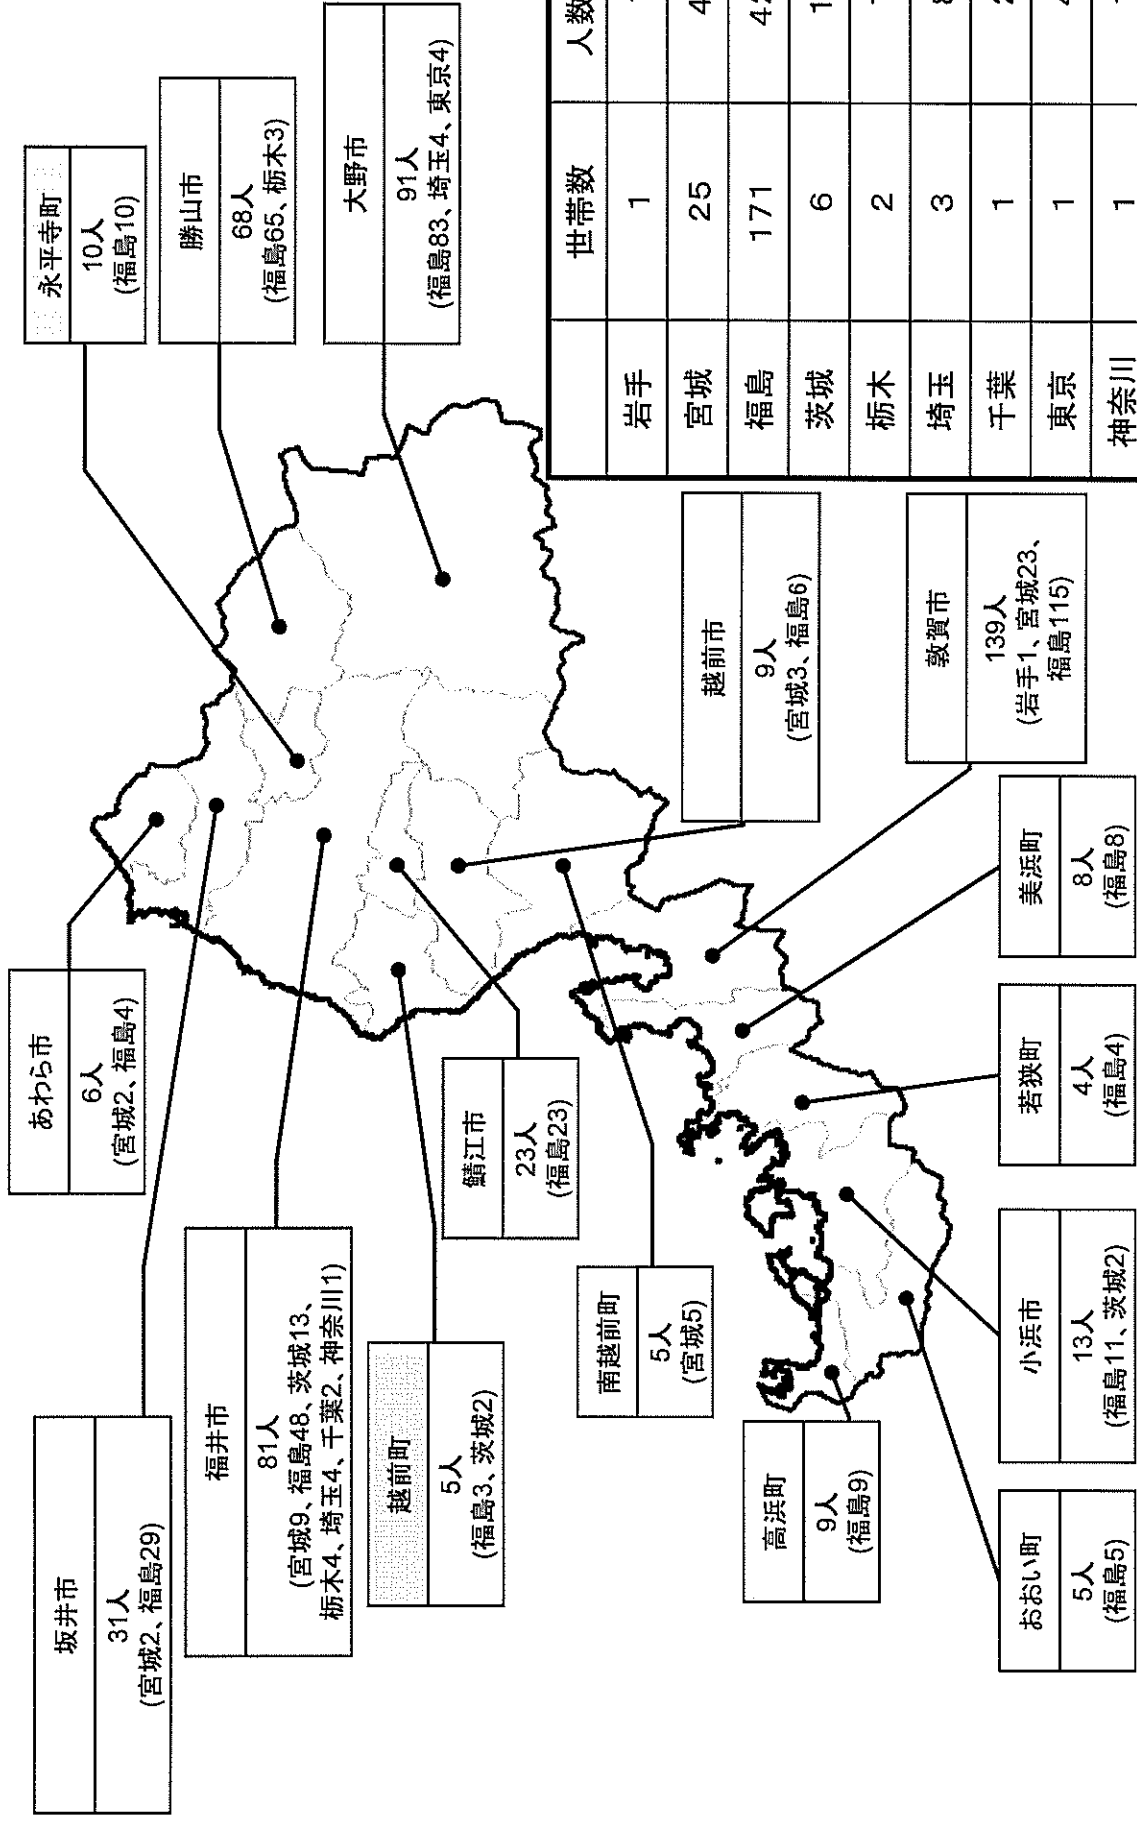 坂井市
31人
(宮城2、福島29)
あわら市
6人
(宮城2、福島4)
永平寺町
10人
(福島10)
勝山市
68人
(福島65、栃木3)
大野市
91人
(福島83、埼玉4、東京4)
福井市
81人
(宮城9、福島48、茨城13、
栃木4、埼玉4、千葉2、神奈川1)
越前町
5人
(福島3、茨城2)
鯖江市
23人
(福島23)
南越前町
5人
(宮城5)
越前市
9人
(宮城3、福島6)
敦賀市
139人
(岩手1、宮城23、
福島115)
高浜町
9人
(福島9)
おおい町
5人
(福島5)
小浜市
13人
(福島11、茨城2)
若狭町
4人
(福島4)
美浜町
8人
(福島8)
世帯数 人数
岩手 1
宮城 25 4
福島 171 42
茨城 6 1
栃木 2
埼玉 3
千葉 1
東京 1
神奈川 1